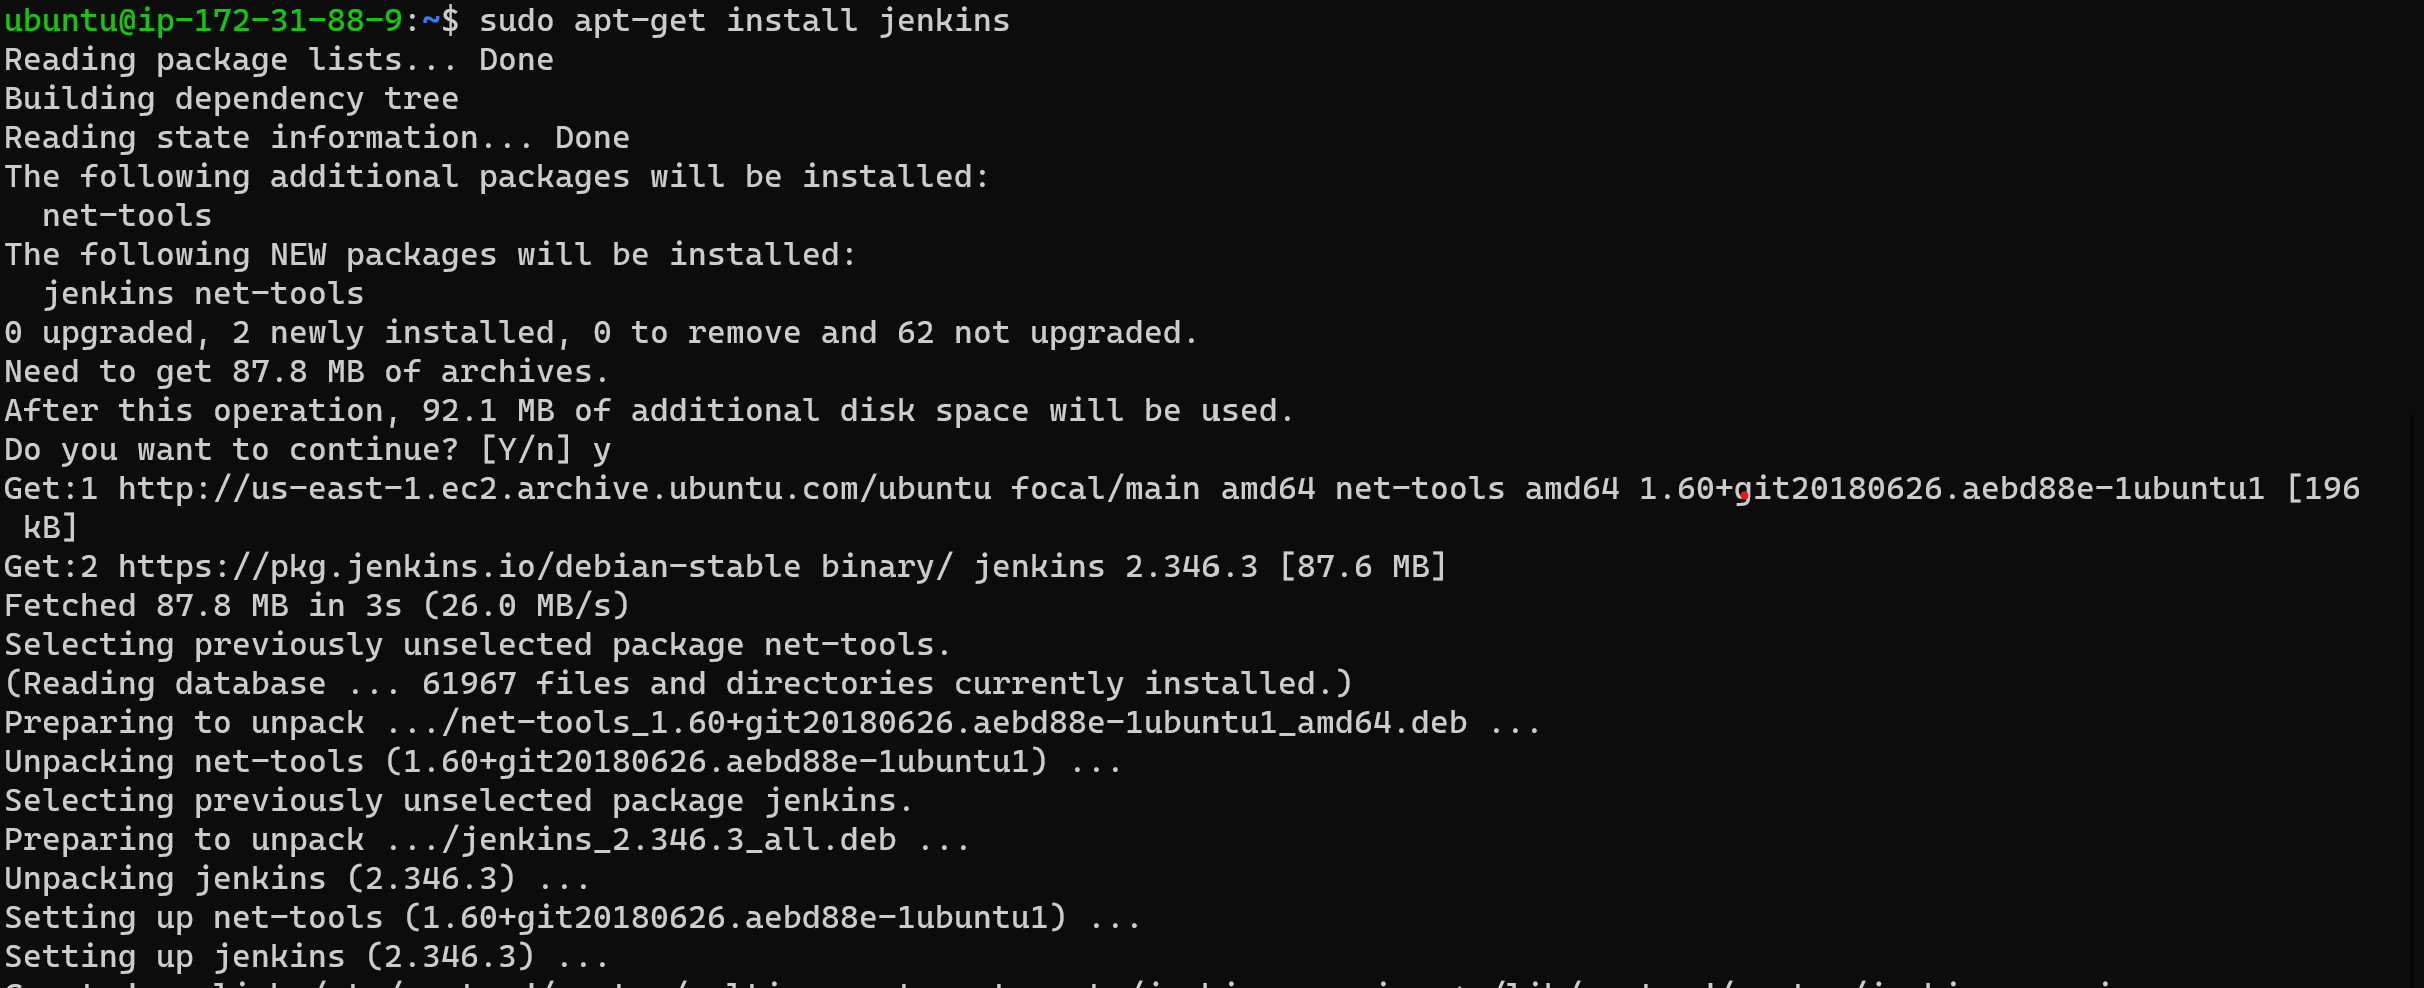 ubuntu@ip-172-31-88-9:~$ sudo apt-get install jenkins
Reading package lists... Done
Building dependency tree
Reading state information... Done
The following additional packages will be installed:
  net-tools
The following NEW packages will be installed:
  jenkins net-tools
0 upgraded, 2 newly installed, 0 to remove and 62 not upgraded.
Need to get 87.8 MB of archives.
After this operation, 92.1 MB of additional disk space will be used.
Do you want to continue? [Y/n] y
Get:1 http://us-east-1.ec2.archive.ubuntu.com/ubuntu focal/main amd64 net-tools amd64 1.60+git20180626.aebd88e-1ubuntu1 [196
 kB]
Get:2 https://pkg.jenkins.io/debian-stable binary/ jenkins 2.346.3 [87.6 MB]
Fetched 87.8 MB in 3s (26.0 MB/s)
Selecting previously unselected package net-tools.
(Reading database ... 61967 files and directories currently installed.)
Preparing to unpack .../net-tools_1.60+git20180626.aebd88e-1ubuntu1_amd64.deb ...
Unpacking net-tools (1.60+git20180626.aebd88e-1ubuntu1) ...
Selecting previously unselected package jenkins.
Preparing to unpack .../jenkins_2.346.3_all.deb ...
Unpacking jenkins (2.346.3) ...
Setting up net-tools (1.60+git20180626.aebd88e-1ubuntu1) ...
Setting up jenkins (2.346.3) ...